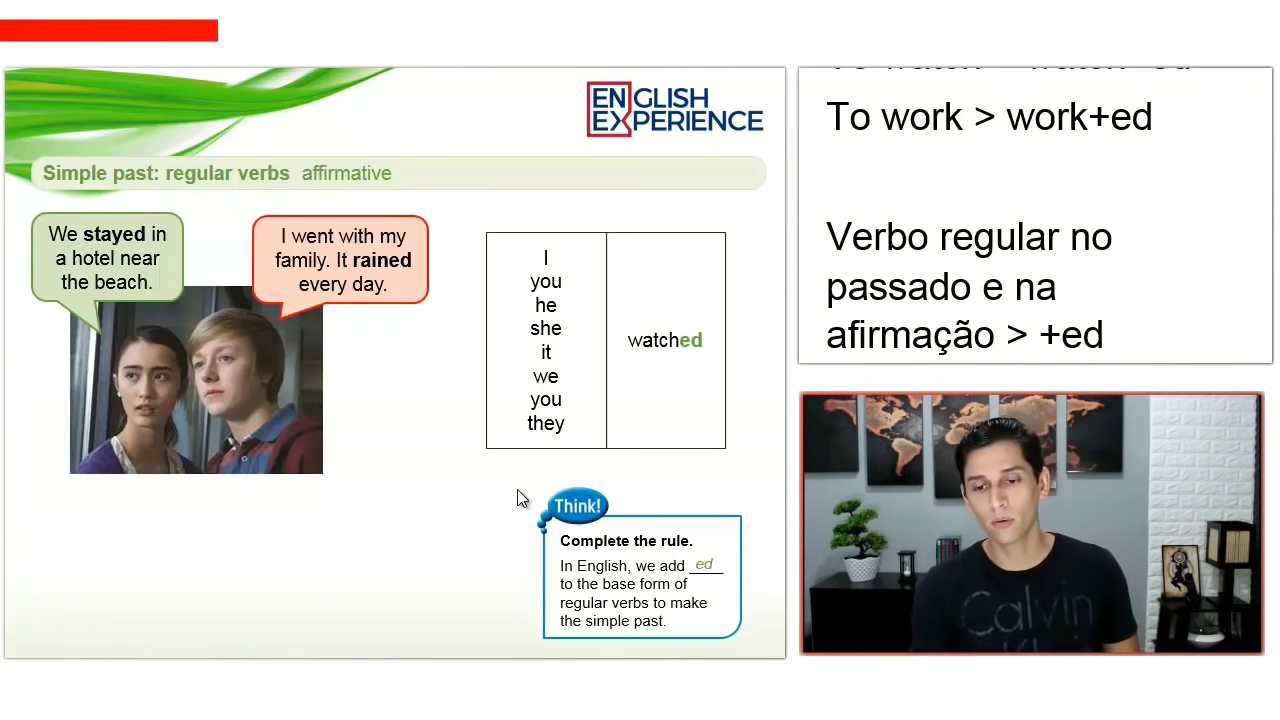 ENGLISH
EXPERIENCE
Simple past: regular verbs affirmative
We stayed in
a hotel near
the beach.
I went with my
family. It rained
every day.
I
you
he
she
it
we
you
they
watched
Think!
Complete the rule.
In English, we add ed
to the base form of
regular verbs to make
the simple past.
To work > work+ed
Verbo regular no
passado e na
afirmação > +ed
Calvin